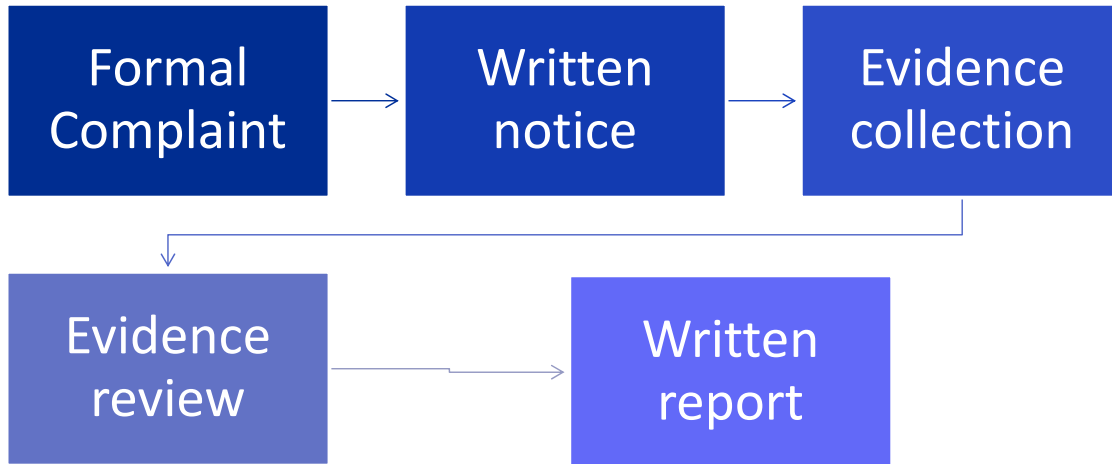 Formal
Complaint
Written
notice
Evidence
collection
Evidence
review
Written
report